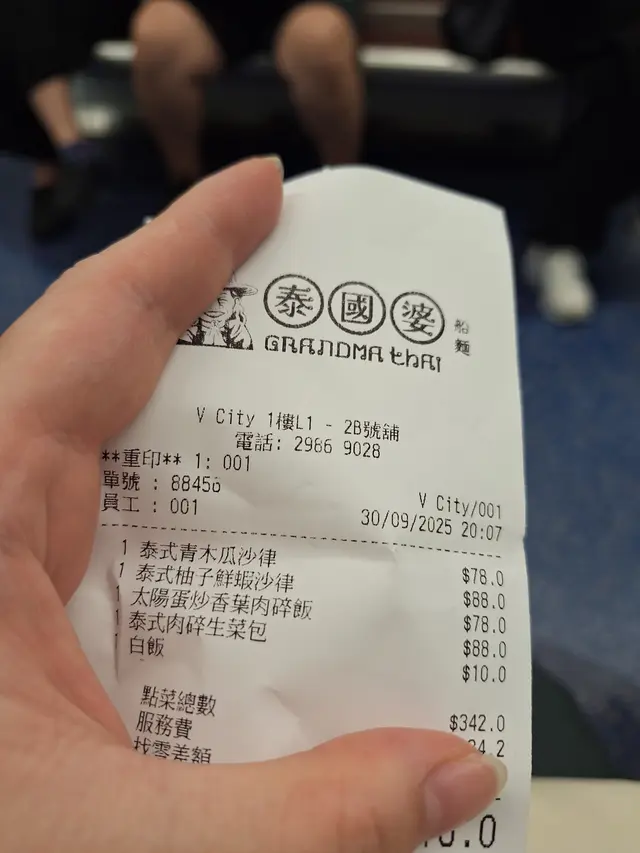 泰國婆 船麵
GRANDMA thAI
V City 1樓L1 - 2B號舖
電話: 2986 9028
**重印** 1: 001
單號 : 88456
V City/001
員工 : 001
30/09/2025 20:07
1 泰式青木瓜沙律 $78.0
1 泰式柚子鮮蝦沙律 $88.0
1 太陽蛋炒香葉肉碎飯 $78.0
1 泰式肉碎生菜包 $88.0
1 白飯 $10.0
點菜總數 $342.0
服務費 34.2
找零差額